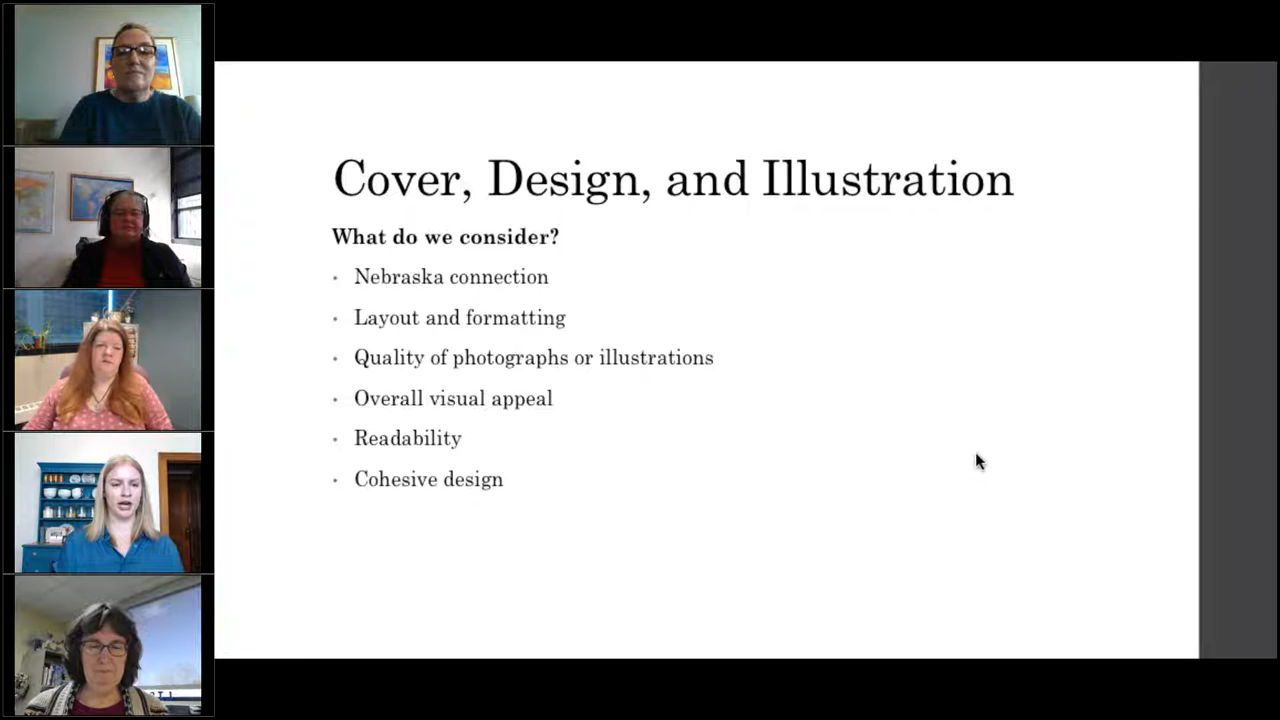 Cover, Design, and Illustration
What do we consider?
• Nebraska connection
• Layout and formatting
• Quality of photographs or illustrations
• Overall visual appeal
• Readability
• Cohesive design